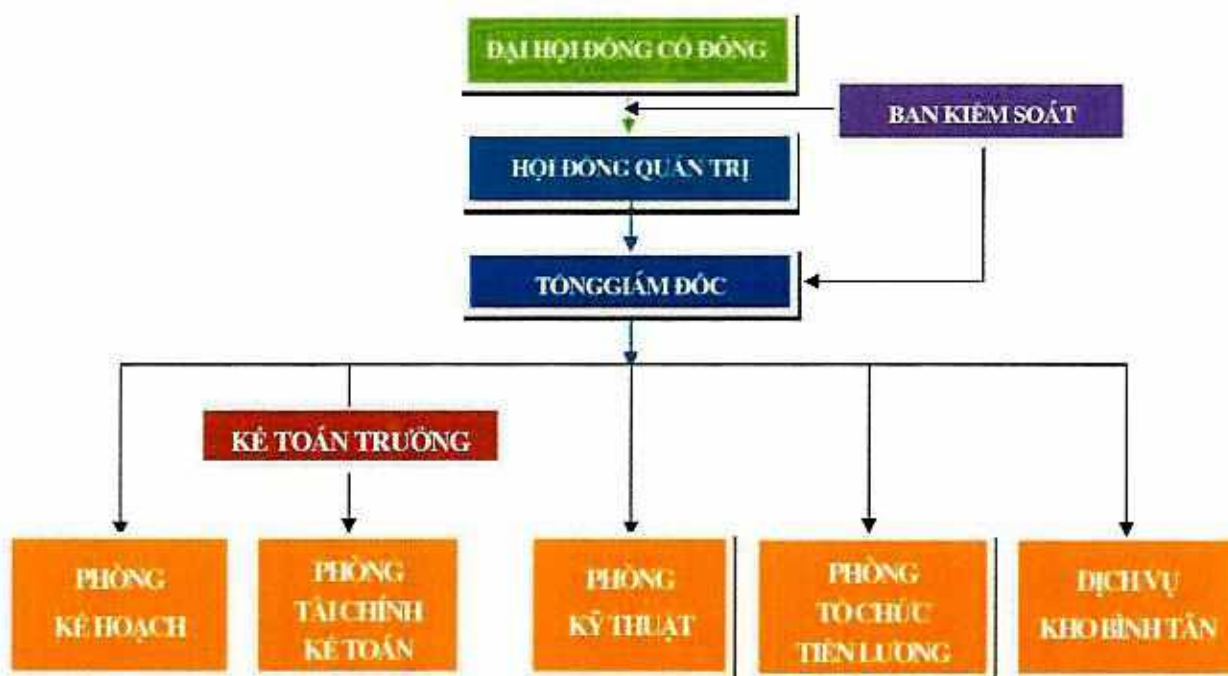 ĐẠI HỘI ĐỒNG CỔ ĐÔNG
BAN KIỂM SOÁT
HỘI ĐỒNG QUẢN TRỊ
TỔNGGIÁM ĐỐC
KẾ TOÁN TRƯỞNG
PHÒNG
KẾ HOẠCH
PHÒNG
TÀI CHÍNH
KẾ TOÁN
PHÒNG
KỸ THUẬT
PHÒNG
TỔ CHỨC
TIỀN LƯƠNG
DỊCH VỤ
KHO BÌNH TÂN